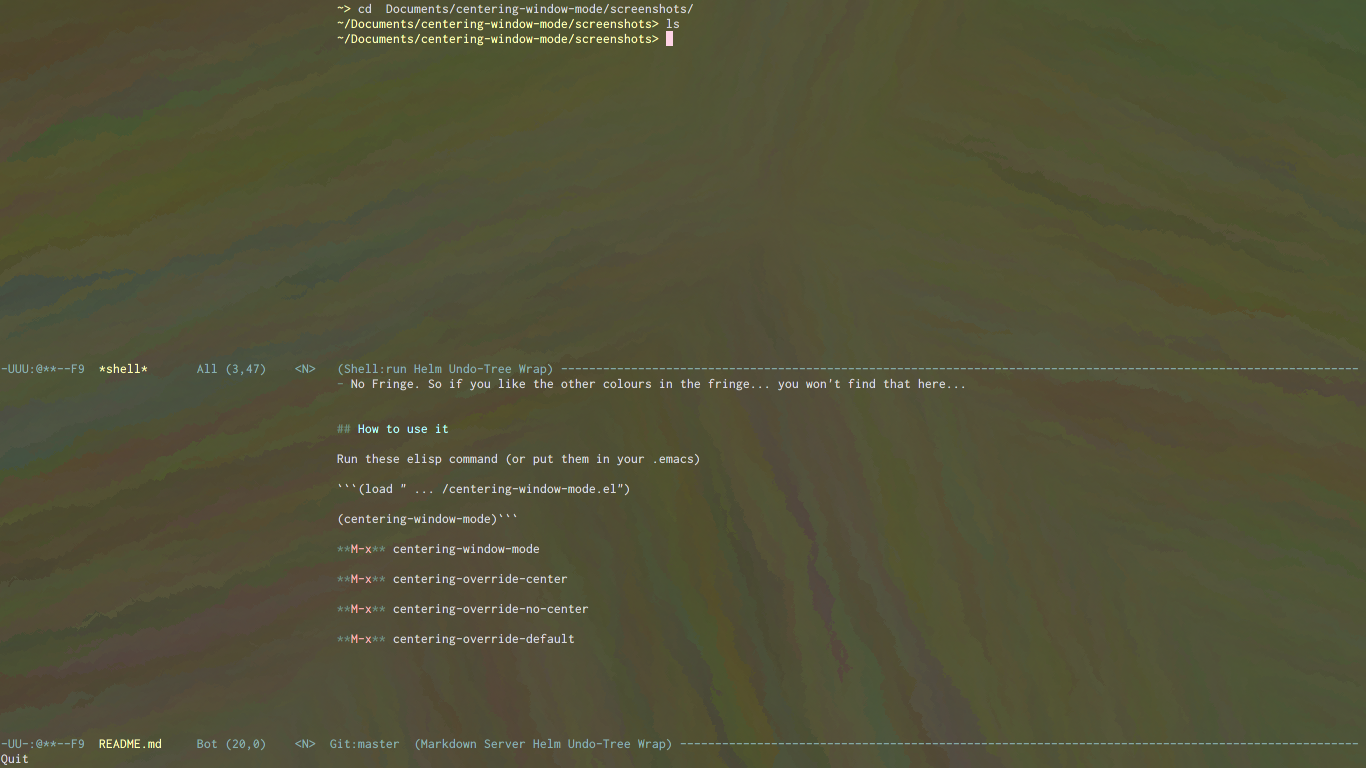 ~> cd  Documents/centering-window-mode/screenshots/
~/Documents/centering-window-mode/screenshots> ls
~/Documents/centering-window-mode/screenshots>
-UUU:@**--F9  *shell*       All (3,47)    <N>   (Shell:run Helm Undo-Tree Wrap) ------------------------------------------------------------------------------------------------------------------
- No Fringe. So if you like the other colours in the fringe... you won't find that here...
## How to use it
Run these elisp command (or put them in your .emacs)
```(load " ... /centering-window-mode.el")
(centering-window-mode)```
**M-x** centering-window-mode
**M-x** centering-override-center
**M-x** centering-override-no-center
**M-x** centering-override-default
-UU-:@**--F9  README.md     Bot (20,0)    <N>  Git:master  (Markdown Server Helm Undo-Tree Wrap) -------------------------------------------------------------------------------------------------
Quit